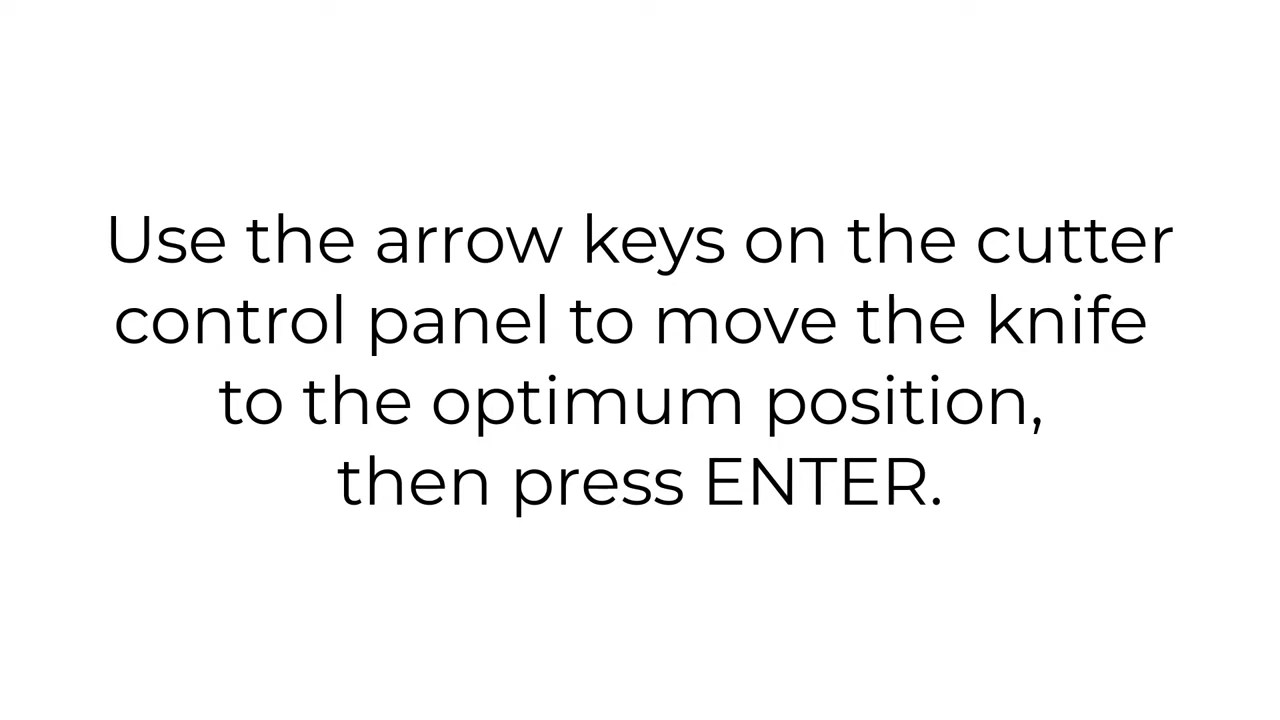 Use the arrow keys on the cutter
control panel to move the knife
to the optimum position,
then press ENTER.